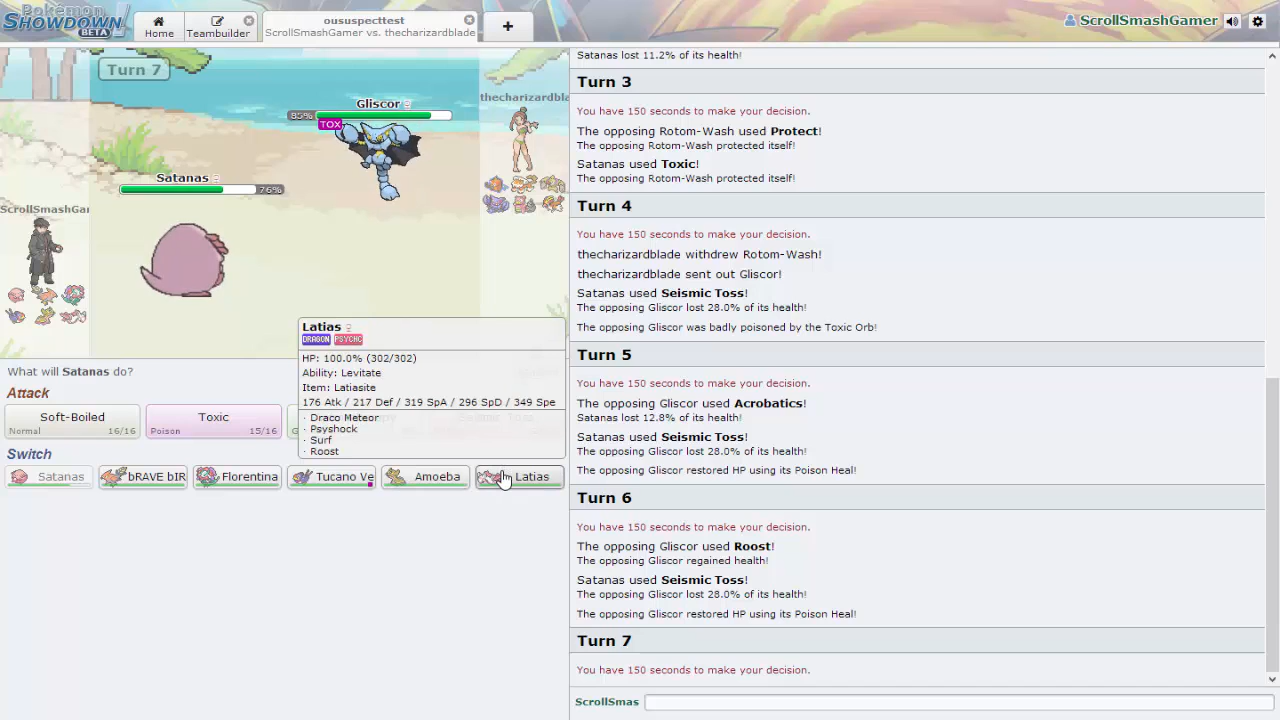 Pokémon
SHOWDOWN!
BETA
Home
Teambuilder
oususpecttest
ScrollSmashGamer vs. thecharizardblade
+
ScrollSmashGamer
Turn 7
Gliscor
85%
TOX
Satanas
76%
ScrollSmashGar
thecharizardbla
Latias
DRAGON PSYCHC
HP: 100.0% (302/302)
Ability: Levitate
Item: Latiasite
176 Atk / 217 Def / 319 SpA / 296 SpD / 349 Spe
· Draco Meteor
· Psyshock
· Surf
· Roost
What will Satanas do?
Attack
Soft-Boiled
Normal 16/16
Toxic
Poison 15/16
Switch
Satanas
bRAVE bIR
Florentina
Tucano Ve
Amoeba
Latias
Satanas lost 11.2% of its health!
Turn 3
You have 150 seconds to make your decision.
The opposing Rotom-Wash used Protect!
The opposing Rotom-Wash protected itself!
Satanas used Toxic!
The opposing Rotom-Wash protected itself!
Turn 4
You have 150 seconds to make your decision.
thecharizardblade withdrew Rotom-Wash!
thecharizardblade sent out Gliscor!
Satanas used Seismic Toss!
The opposing Gliscor lost 28.0% of its health!
The opposing Gliscor was badly poisoned by the Toxic Orb!
Turn 5
You have 150 seconds to make your decision.
The opposing Gliscor used Acrobatics!
Satanas lost 12.8% of its health!
Satanas used Seismic Toss!
The opposing Gliscor lost 28.0% of its health!
The opposing Gliscor restored HP using its Poison Heal!
Turn 6
You have 150 seconds to make your decision.
The opposing Gliscor used Roost!
The opposing Gliscor regained health!
Satanas used Seismic Toss!
The opposing Gliscor lost 28.0% of its health!
The opposing Gliscor restored HP using its Poison Heal!
Turn 7
You have 150 seconds to make your decision.
ScrollSmas